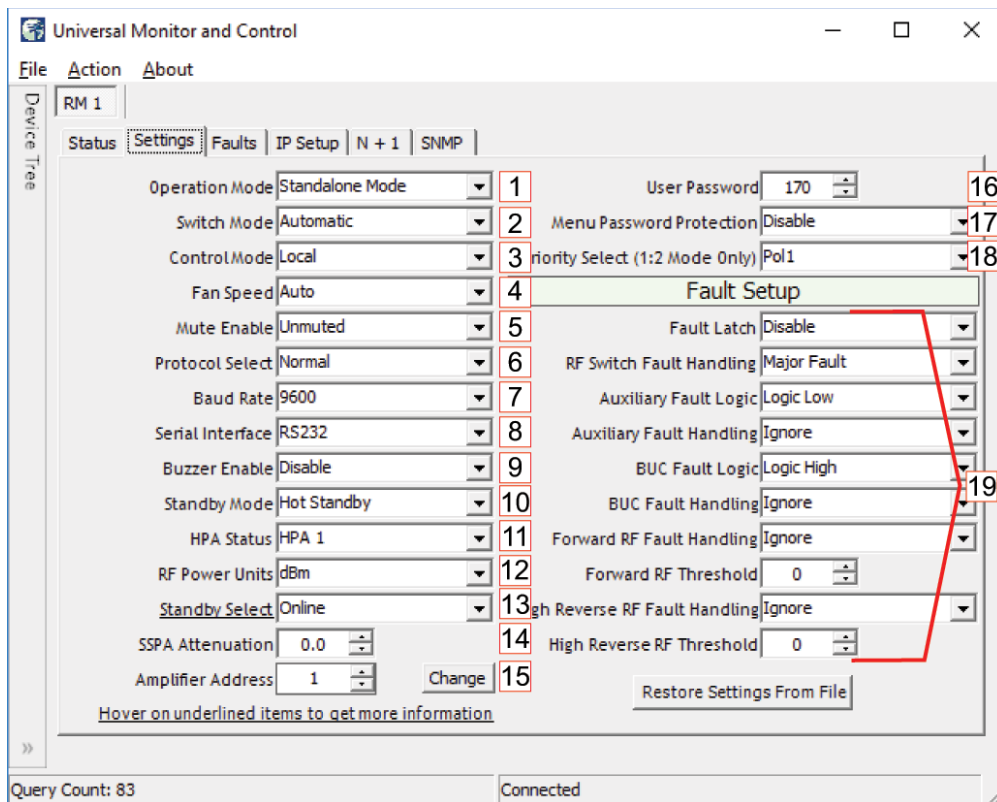 Universal Monitor and Control
File Action About
Device Tree
RM 1
Status Settings Faults IP Setup N + 1 SNMP
Operation Mode Standalone Mode 1
Switch Mode Automatic 2
Control Mode Local 3
Fan Speed Auto 4
Mute Enable Unmuted 5
Protocol Select Normal 6
Baud Rate 9600 7
Serial Interface RS232 8
Buzzer Enable Disable 9
Standby Mode Hot Standby 10
HPA Status HPA 1 11
RF Power Units dBm 12
Standby Select Online 13
SSPA Attenuation 0.0 14
Amplifier Address 1 Change 15
Hover on underlined items to get more information
User Password 170 16
Menu Password Protection Disable 17
riority Select (1:2 Mode Only) Pol1 18
Fault Setup
Fault Latch Disable
RF Switch Fault Handling Major Fault
Auxiliary Fault Logic Logic Low
Auxiliary Fault Handling Ignore
BUC Fault Logic Logic High
19
BUC Fault Handling Ignore
Forward RF Fault Handling Ignore
Forward RF Threshold 0
gh Reverse RF Fault Handling Ignore
High Reverse RF Threshold 0
Restore Settings From File
»
Query Count: 83 Connected